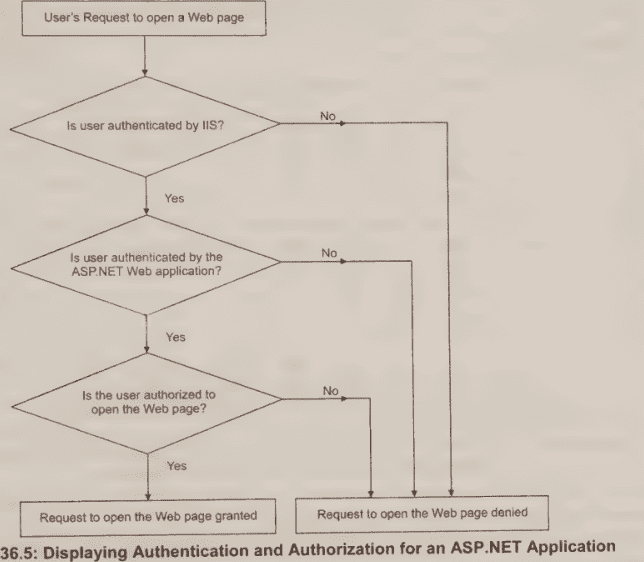 User's Request to open a Web page
Is user authenticated by IIS?
No
Yes
Is user authenticated by the
ASP.NET Web application?
No
Yes
Is the user authorized to
open the Web page?
No
Yes
Request to open the Web page granted
Request to open the Web page denied
36.5: Displaying Authentication and Authorization for an ASP.NET Application